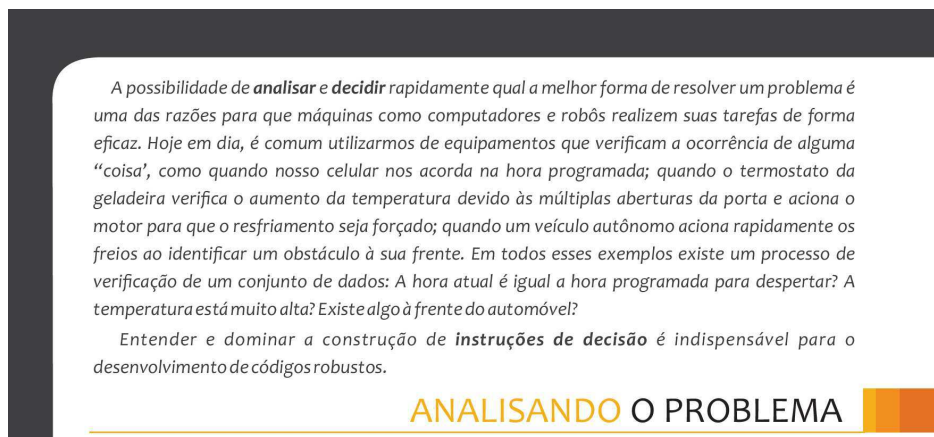 A possibilidade de analisar e decidir rapidamente qual a melhor forma de resolver um problema é
uma das razões para que máquinas como computadores e robôs realizem suas tarefas de forma
eficaz. Hoje em dia, é comum utilizarmos de equipamentos que verificam a ocorrência de alguma
“coisa’, como quando nosso celular nos acorda na hora programada; quando o termostato da
geladeira verifica o aumento da temperatura devido às múltiplas aberturas da porta e aciona o
motor para que o resfriamento seja forçado; quando um veículo autônomo aciona rapidamente os
freios ao identificar um obstáculo à sua frente. Em todos esses exemplos existe um processo de
verificação de um conjunto de dados: A hora atual é igual a hora programada para despertar? A
temperatura está muito alta? Existe algo à frente do automóvel?
Entender e dominar a construção de instruções de decisão é indispensável para o
desenvolvimento de códigos robustos.
ANALISANDO O PROBLEMA